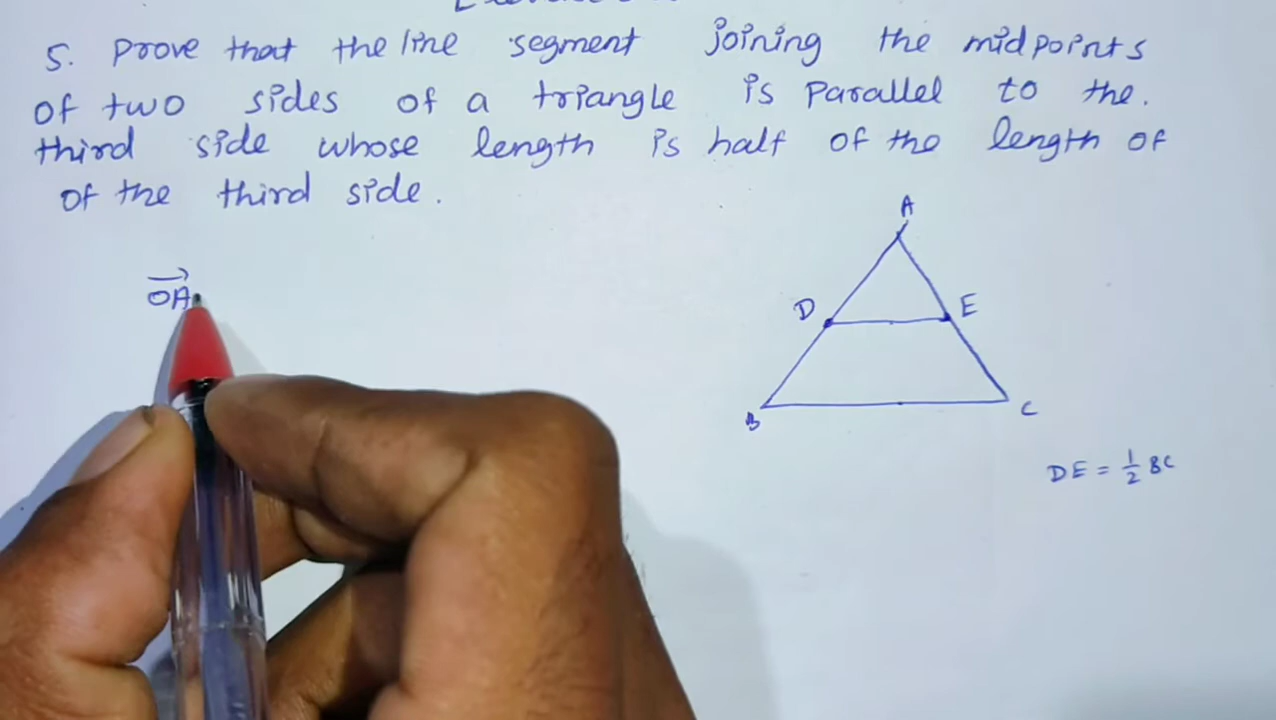 5. Prove that the line segment joining the midpoints
of two sides of a triangle is parallel to the.
third side whose length is half of the length of
of the third side.
A
OA
D E
B C
DE = 1/2 BC